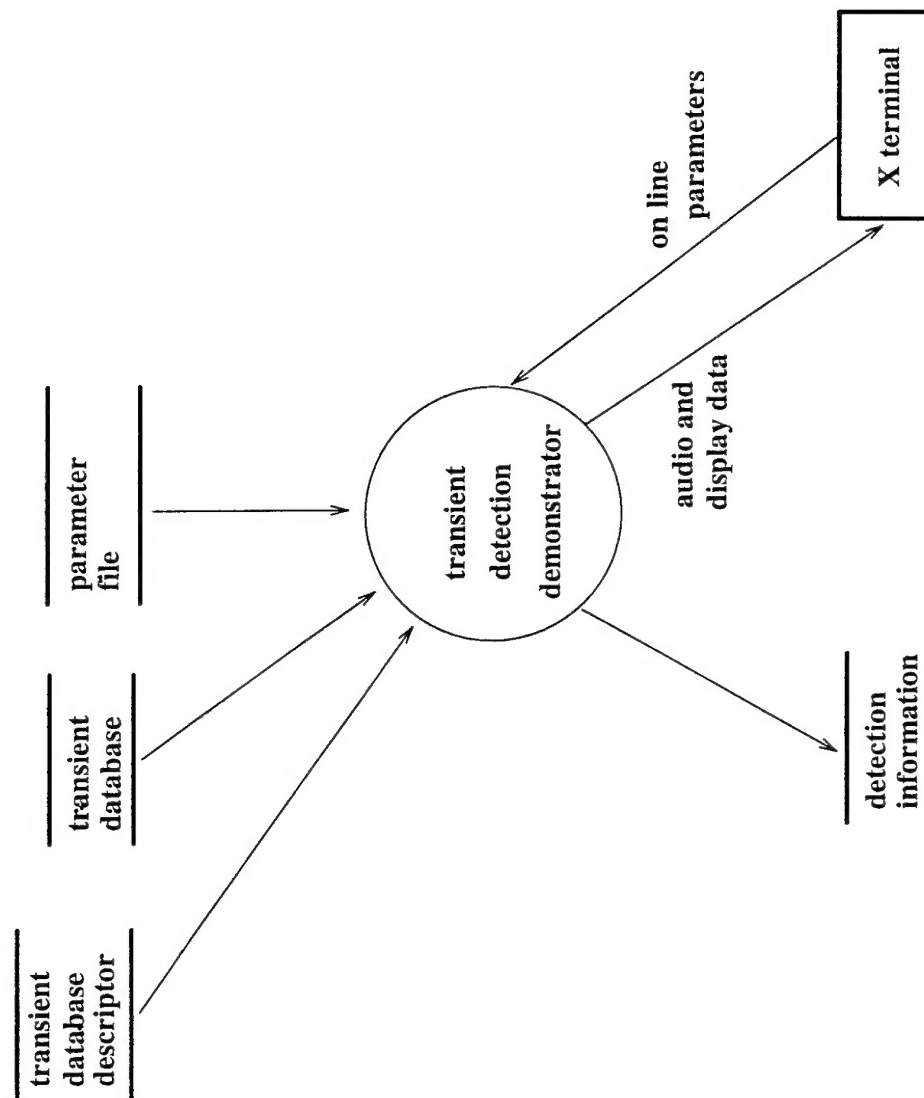 transient
database
descriptor
transient
database
parameter
file
transient
detection
demonstrator
on line
parameters
audio and
display data
detection
information
X terminal